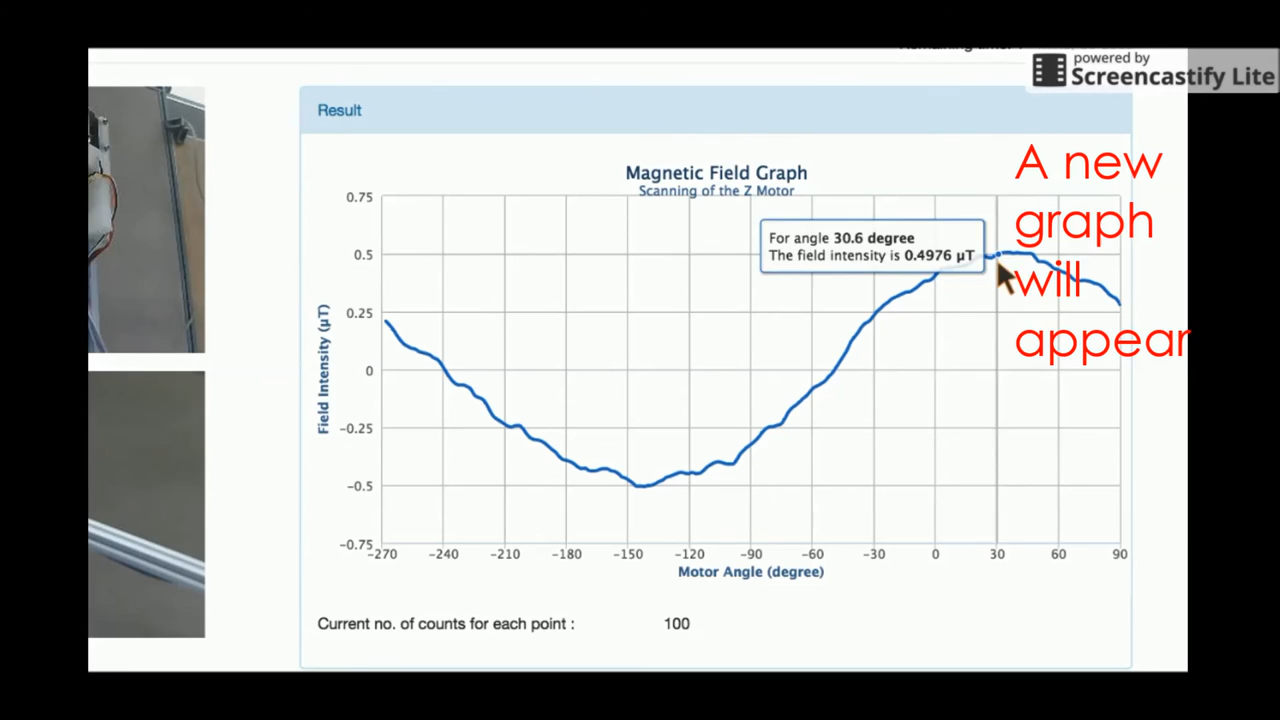 powered by
Screencastify Lite
Result
A new
graph
will
appear
Magnetic Field Graph
Scanning of the Z Motor
For angle 30.6 degree
The field intensity is 0.4976 μT
0.75
0.5
0.25
0
-0.25
-0.5
-0.75
Field Intensity (μT)
-270 -240 -210 -180 -150 -120 -90 -60 -30 0 30 60 90
Motor Angle (degree)
Current no. of counts for each point : 100